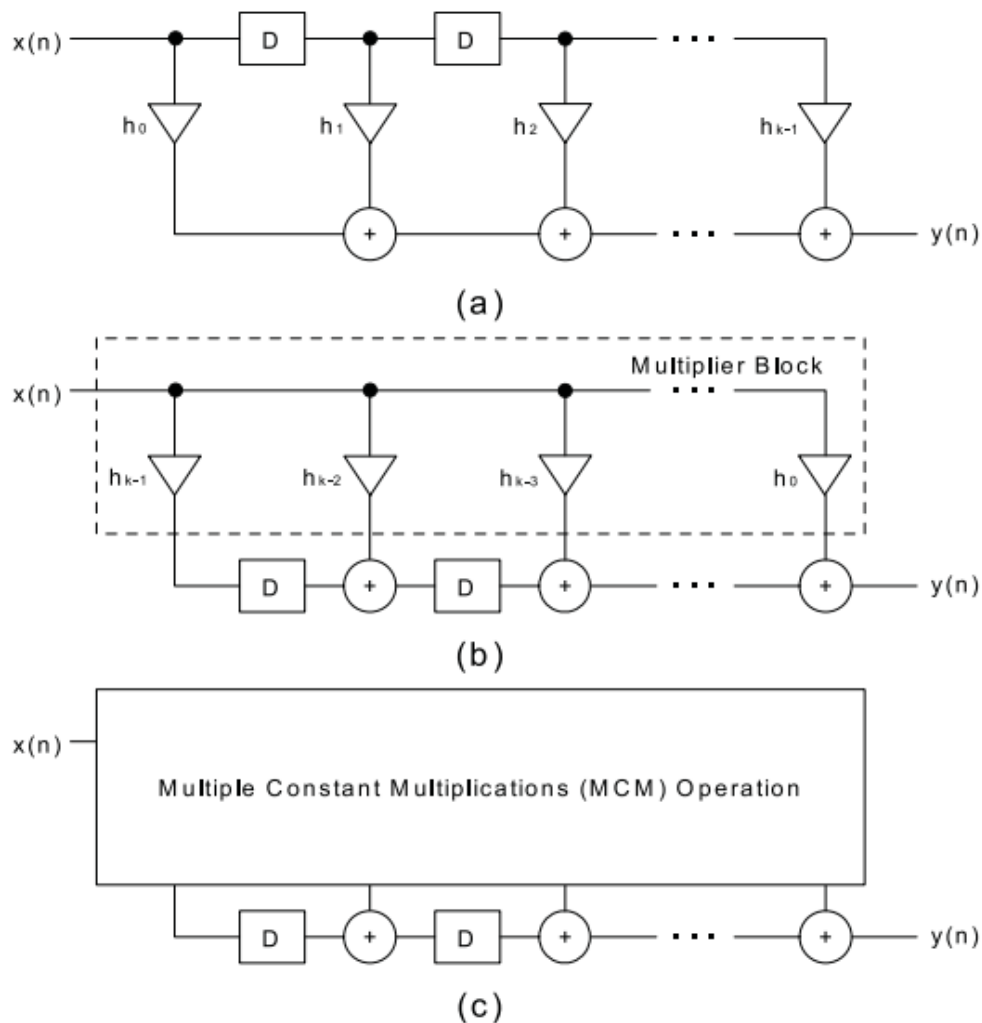 x(n) D D ...
h0 h1 h2 hk-1
+ + ... + y(n)
(a)
Multiplier Block
x(n) ...
hk-1 hk-2 hk-3 h0
D + D + ... + y(n)
(b)
x(n)
Multiple Constant Multiplications (MCM) Operation
D + D + ... + y(n)
(c)